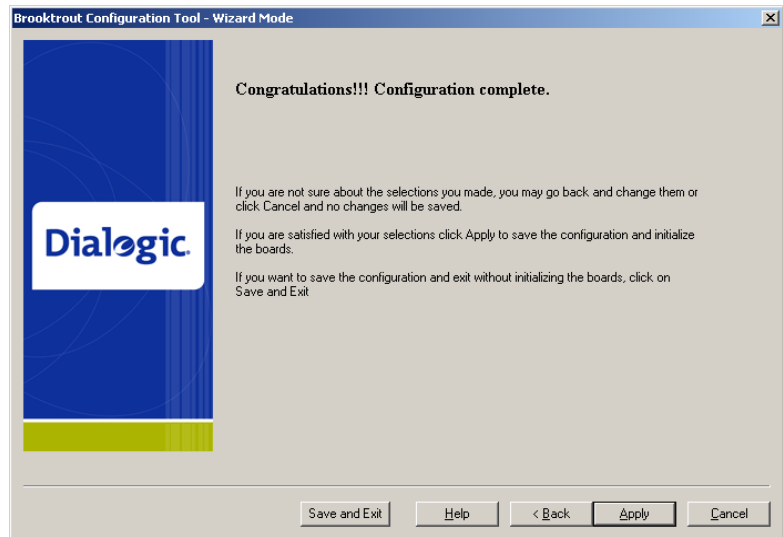 Brooktrout Configuration Tool - Wizard Mode
Congratulations!!! Configuration complete.
If you are not sure about the selections you made, you may go back and change them or
click Cancel and no changes will be saved.
Dialogic.
If you are satisfied with your selections click Apply to save the configuration and initialize
the boards.
If you want to save the configuration and exit without initializing the boards, click on
Save and Exit
Save and Exit
Help
< Back
Apply
Cancel